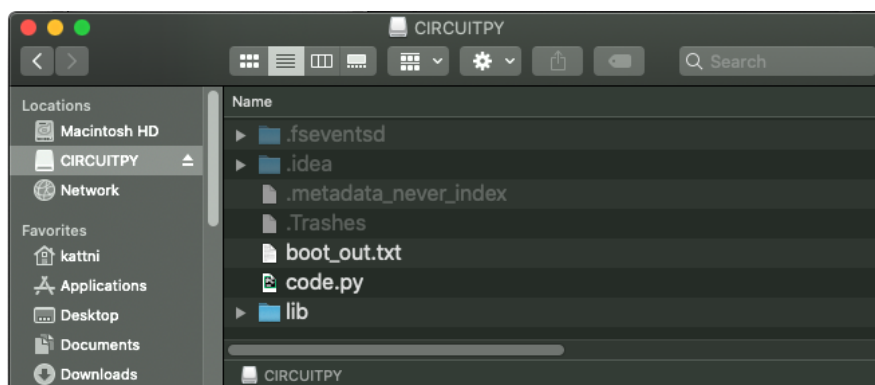 CIRCUITPY
Search
Locations
Macintosh HD
CIRCUITPY
Network
Favorites
kattni
Applications
Desktop
Documents
Downloads
Name
.fseventsd
.idea
.metadata_never_index
.Trashes
boot_out.txt
code.py
lib
CIRCUITPY